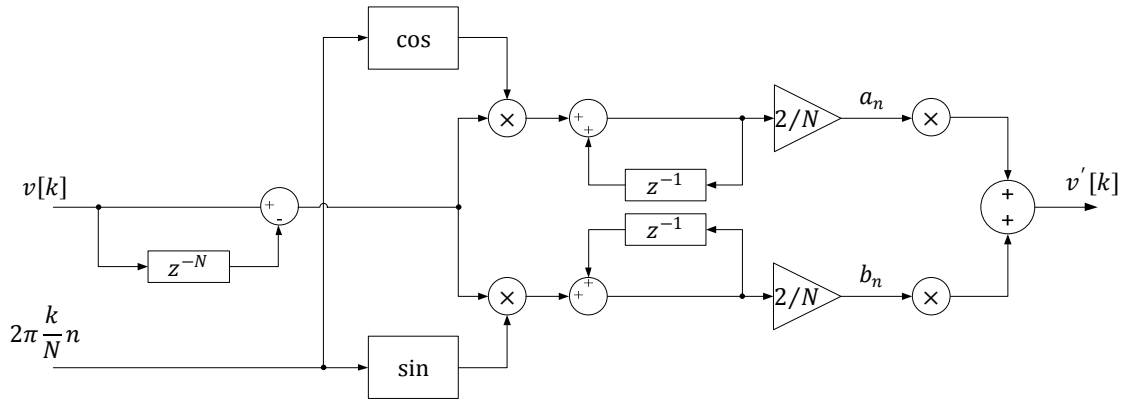 cos
a_n
2/N
×
+
+
×
z^{-1}
v[k]
+
-
+
+
v'[k]
z^{-N}
z^{-1}
+
+
×
b_n
2/N
×
2π k/N n
sin